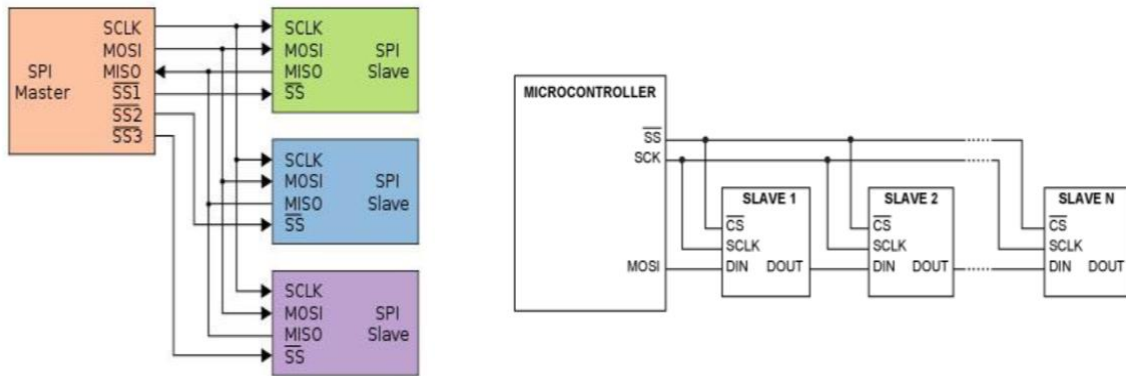 SPI
Master
SCLK
MOSI
MISO
SS1
SS2
SS3
SCLK
MOSI
MISO
SS
SPI
Slave
SCLK
MOSI
MISO
SS
SPI
Slave
SCLK
MOSI
MISO
SS
SPI
Slave
MICROCONTROLLER
SS
SCK
MOSI
SLAVE 1
CS
SCLK
DIN DOUT
SLAVE 2
CS
SCLK
DIN DOUT
SLAVE N
CS
SCLK
DIN DOUT